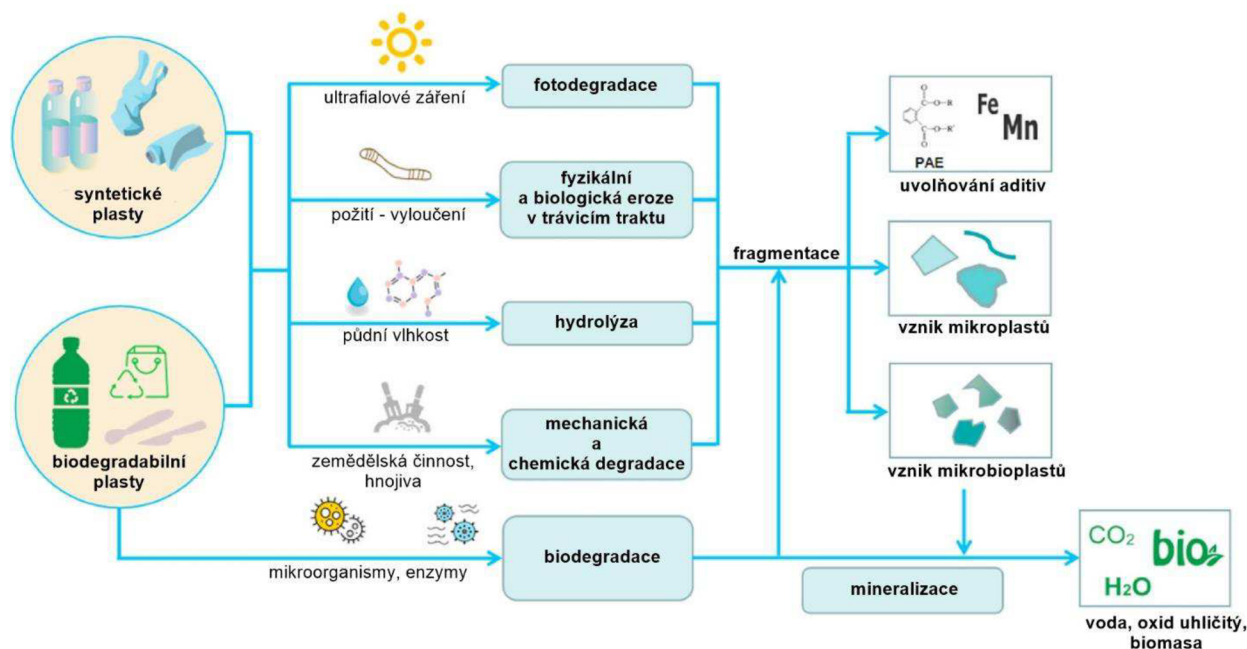 syntetické
plasty
biodegradabilní
plasty
ultrafialové záření
fotodegradace
požití - vyloučení
fyzikální
a biologická eroze
v trávicím traktu
půdní vlhkost
hydrolýza
zemědělská činnost,
hnojiva
mechanická
a
chemická degradace
mikroorganismy, enzymy
biodegradace
fragmentace
O
C—O—R
C—O—R'
O
PAE
Fe
Mn
uvolňování aditiv
vznik mikroplastů
vznik mikrobioplastů
mineralizace
CO2
bio
H2O
voda, oxid uhličitý,
biomasa